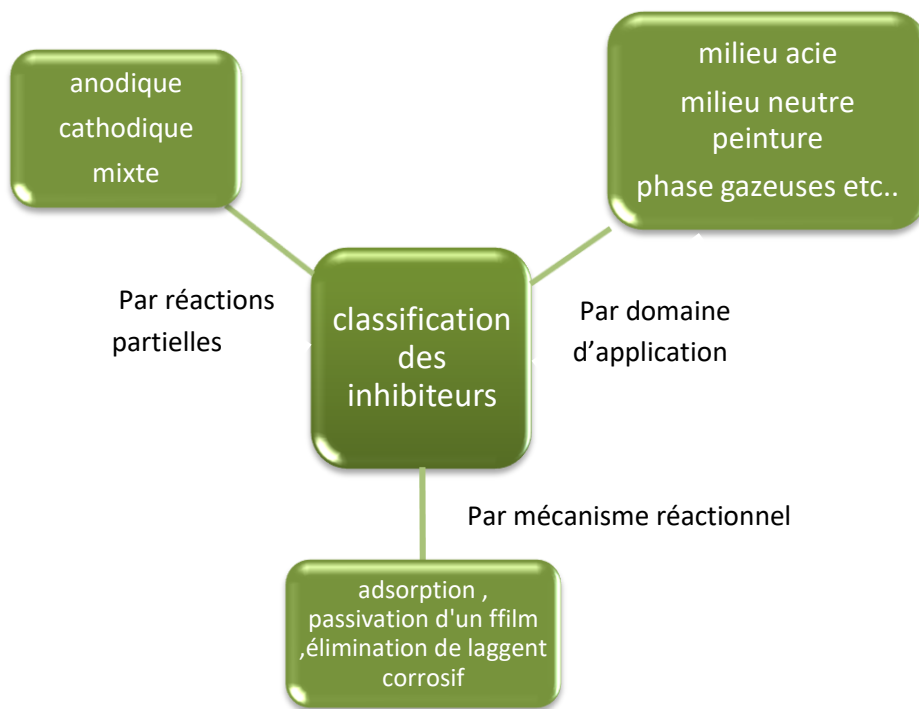 anodique
cathodique
mixte
milieu acie
milieu neutre
peinture
phase gazeuses etc..
Par réactions
partielles
classification
des
inhibiteurs
Par domaine
d’application
Par mécanisme réactionnel
adsorption ,
passivation d'un ffilm
,élimination de laggent
corrosif